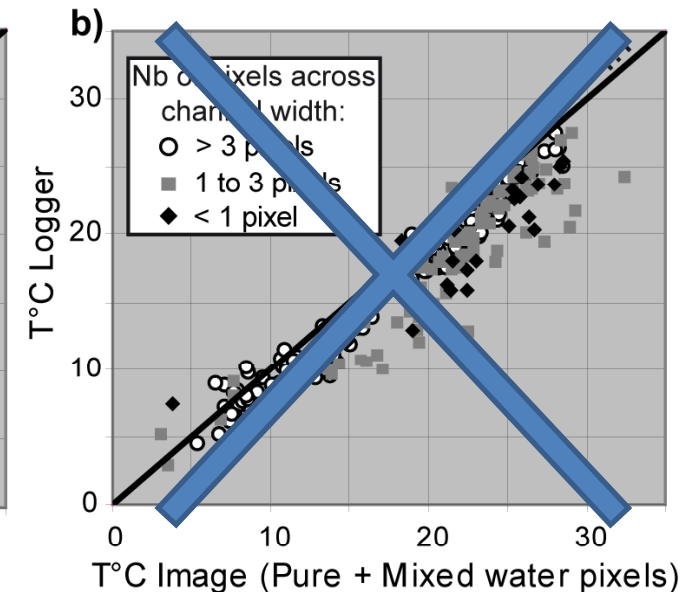 b)
Nb of pixels across
channel width:
> 3 pixels
1 to 3 pixels
< 1 pixel
T°C Logger
30
20
10
0
0 10 20 30
T°C Image (Pure + Mixed water pixels)